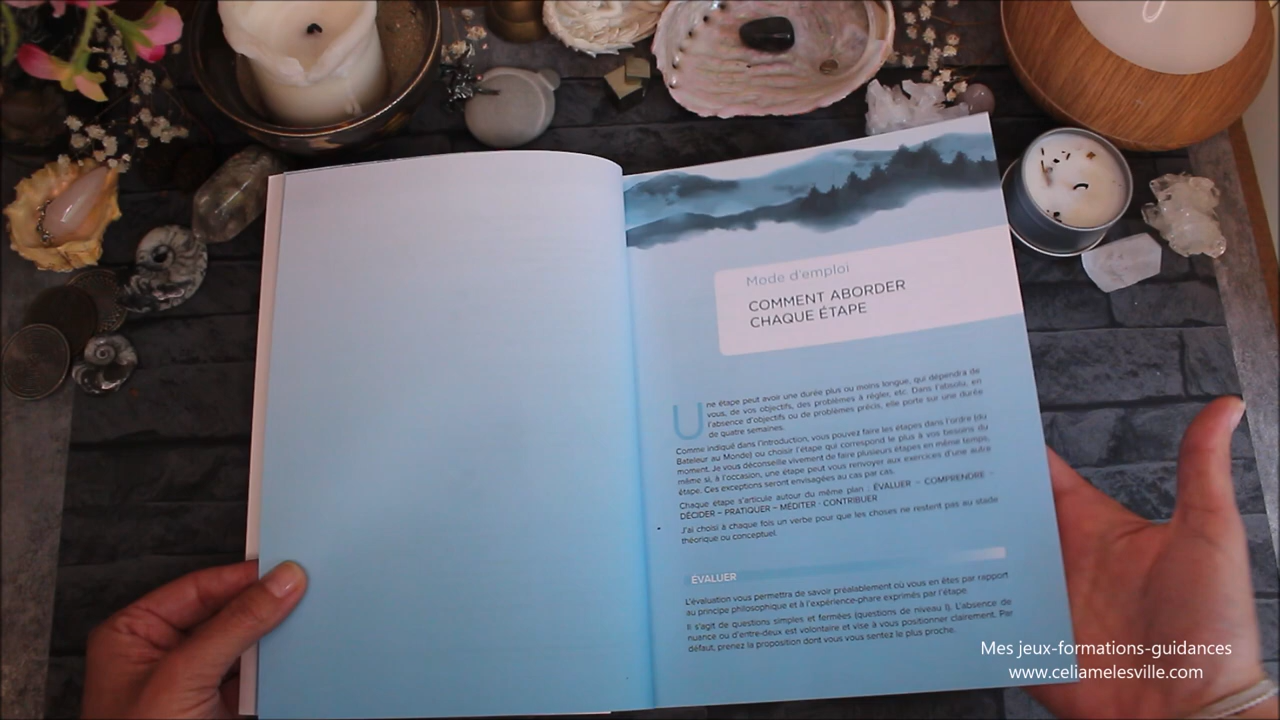 Mode d'emploi
COMMENT ABORDER
CHAQUE ÉTAPE
Une étape peut avoir une durée plus ou moins longue, qui dépendra de
vous, de vos objectifs, des problèmes à régler, etc. Dans l'absolu, en
l'absence d'objectifs ou de problèmes précis, elle porte sur une durée
de quatre semaines.
Comme indiqué dans l'introduction, vous pouvez faire les étapes dans l'ordre (du
Bateleur au Monde) ou choisir l'étape qui correspond le plus à vos besoins du
moment. Je vous déconseille vivement de faire plusieurs étapes en même temps,
même si, à l'occasion, une étape peut vous renvoyer aux exercices d'une autre
étape. Ces exceptions seront envisagées au cas par cas.
Chaque étape s'articule autour du même plan : ÉVALUER – COMPRENDRE –
DÉCIDER – PRATIQUER – MÉDITER - CONTRIBUER
J'ai choisi à chaque fois un verbe pour que les choses ne restent pas au stade
théorique ou conceptuel.
ÉVALUER
L'évaluation vous permettra de savoir préalablement où vous en êtes par rapport
au principe philosophique et à l'expérience-phare exprimés par l'étape.
Il s'agit de questions simples et fermées (questions de niveau I). L'absence de
nuance ou d'entre-deux est volontaire et vise à vous positionner clairement. Par
défaut, prenez la proposition dont vous vous sentez le plus proche.
Mes jeux-formations-guidances
www.celiamelesville.com